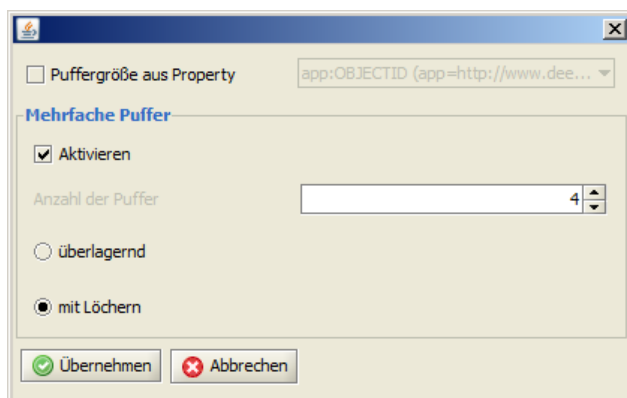 Puffergröße aus Property
app:OBJECTID (app=http://www.dee...
Mehrfache Puffer
Aktivieren
Anzahl der Puffer
4
überlagernd
mit Löchern
Übernehmen
Abbrechen